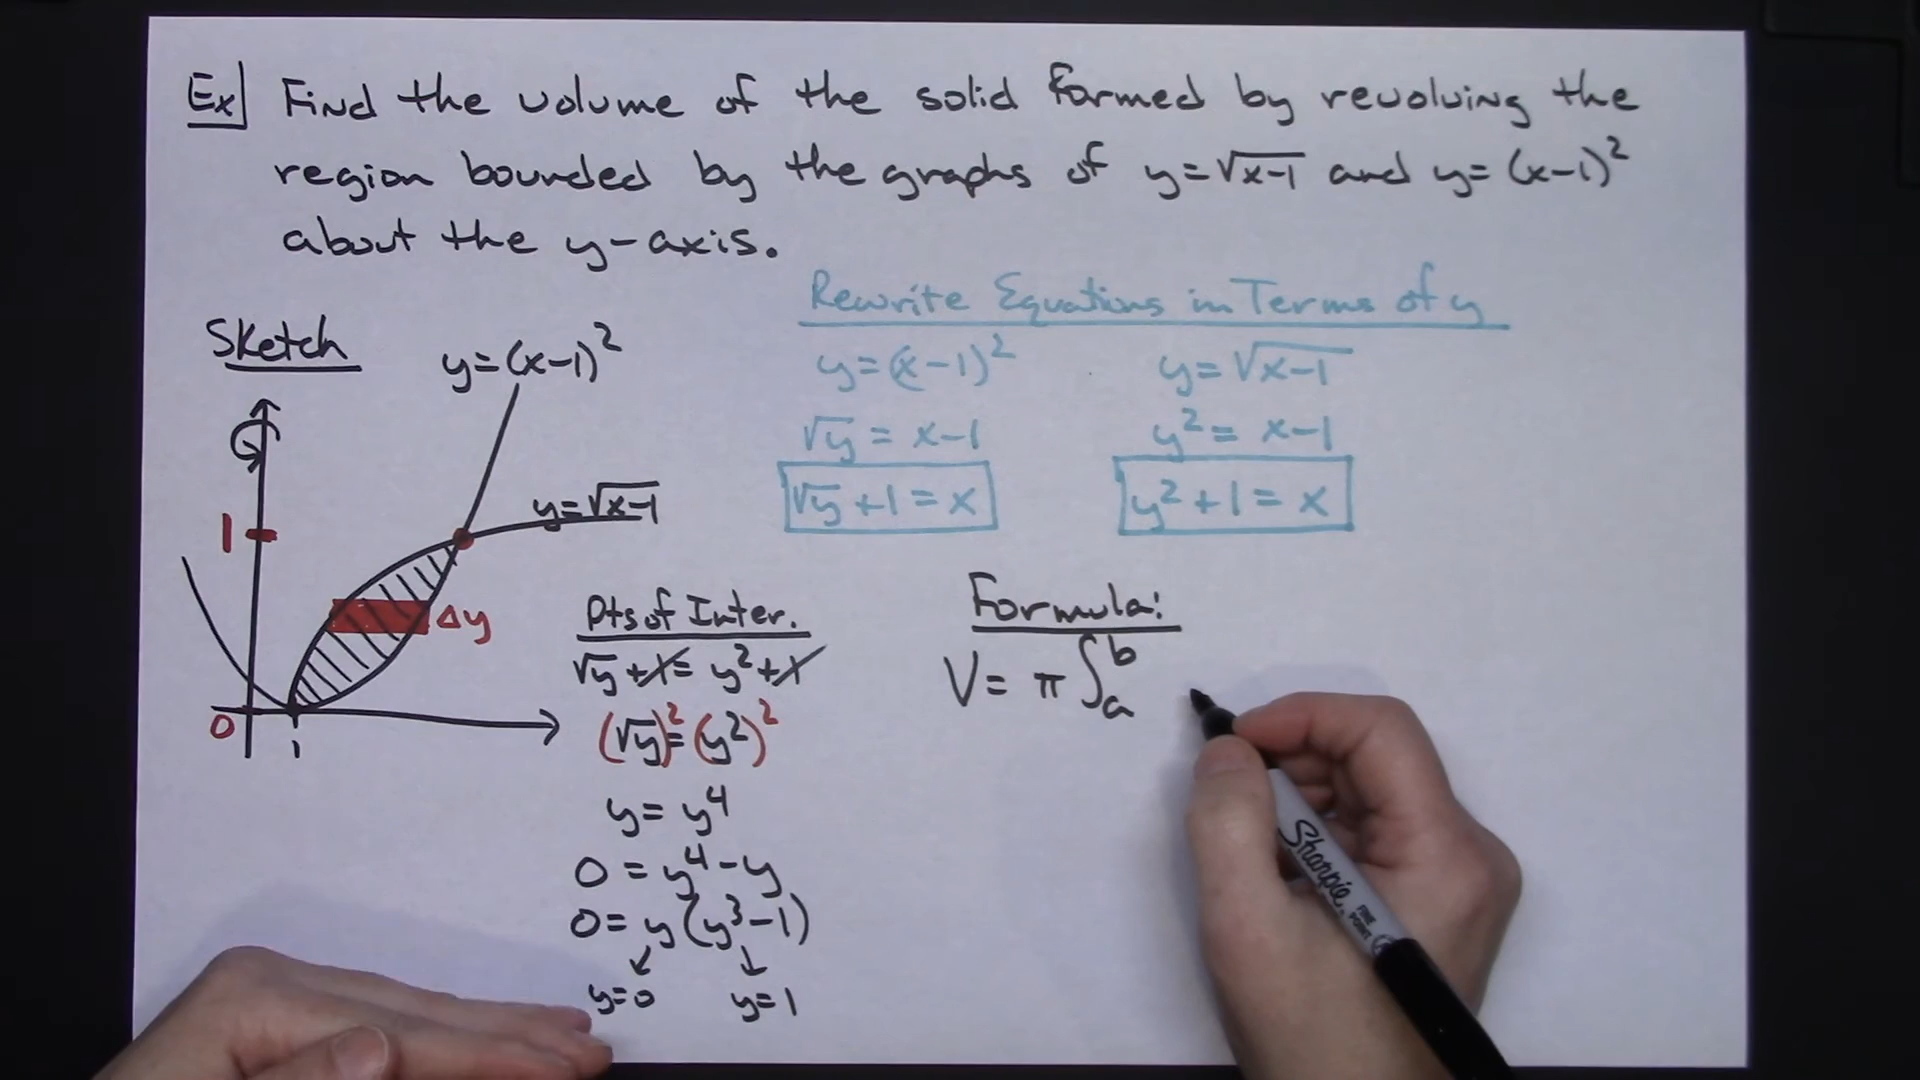 Ex Find the volume of the solid formed by revolving the
region bounded by the graphs of y=√x-1 and y=(x-1)²
about the y-axis.
Sketch
y=(x-1)²
y=√x-1
1
Δy
0
1
Rewrite Equations in Terms of y
y=(x-1)²
√y = x-1
√y +1 = x
y=√x-1
y² = x-1
y² +1 = x
Pts of Inter.
√y +1 = y² +1
(√y)² = (y²)²
y = y⁴
0 = y⁴ - y
0 = y(y³-1)
y=0 y=1
Formula:
V = π ∫ₐᵇ
Sharpie.
FINE
POINT